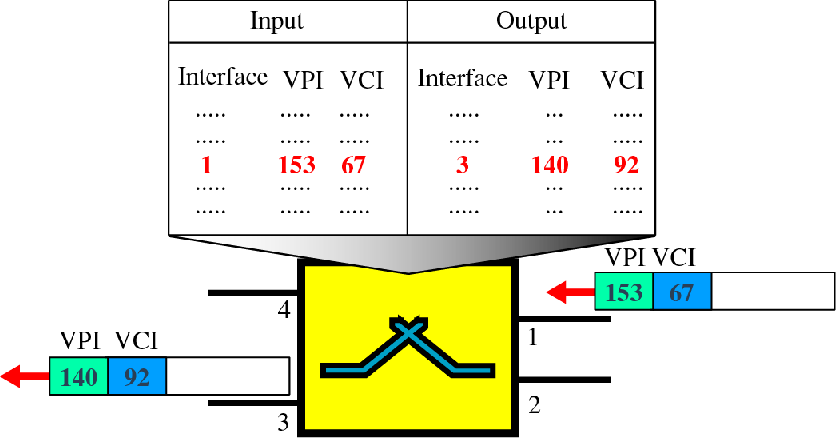 Input Output
Interface VPI VCI Interface VPI VCI
..... ..... ..... ..... ... .....
..... ..... ..... ..... ... .....
1 153 67 3 140 92
..... ..... ..... ..... ... .....
..... ..... ..... ..... ... .....
VPI VCI
153 67
4
1
VPI VCI
140 92
2
3